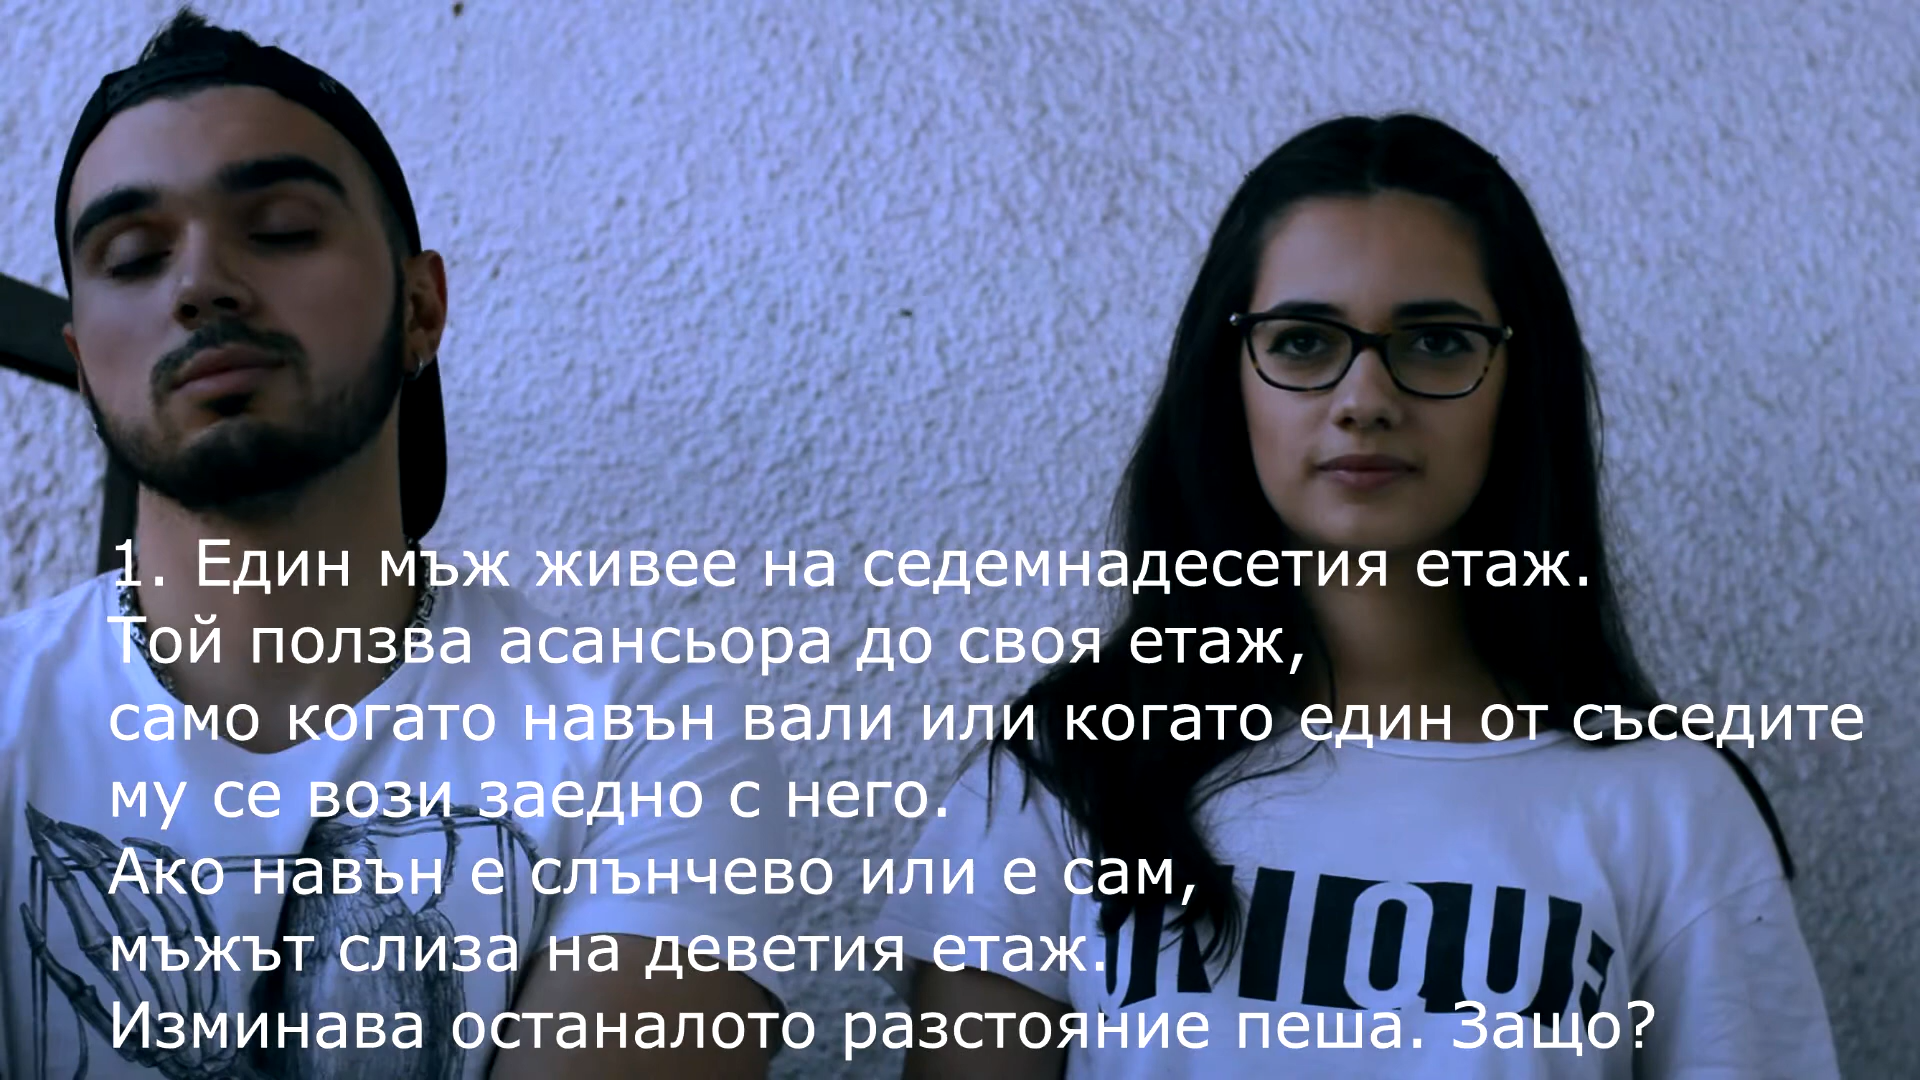 1. Един мъж живее на седемнадесетия етаж.
Той ползва асансьора до своя етаж,
само когато навън вали или когато един от съседите
му се вози заедно с него.
Ако навън е слънчево или е сам,
мъжът слиза на деветия етаж.
Изминава останалото разстояние пеша. Защо?
UNIQUE